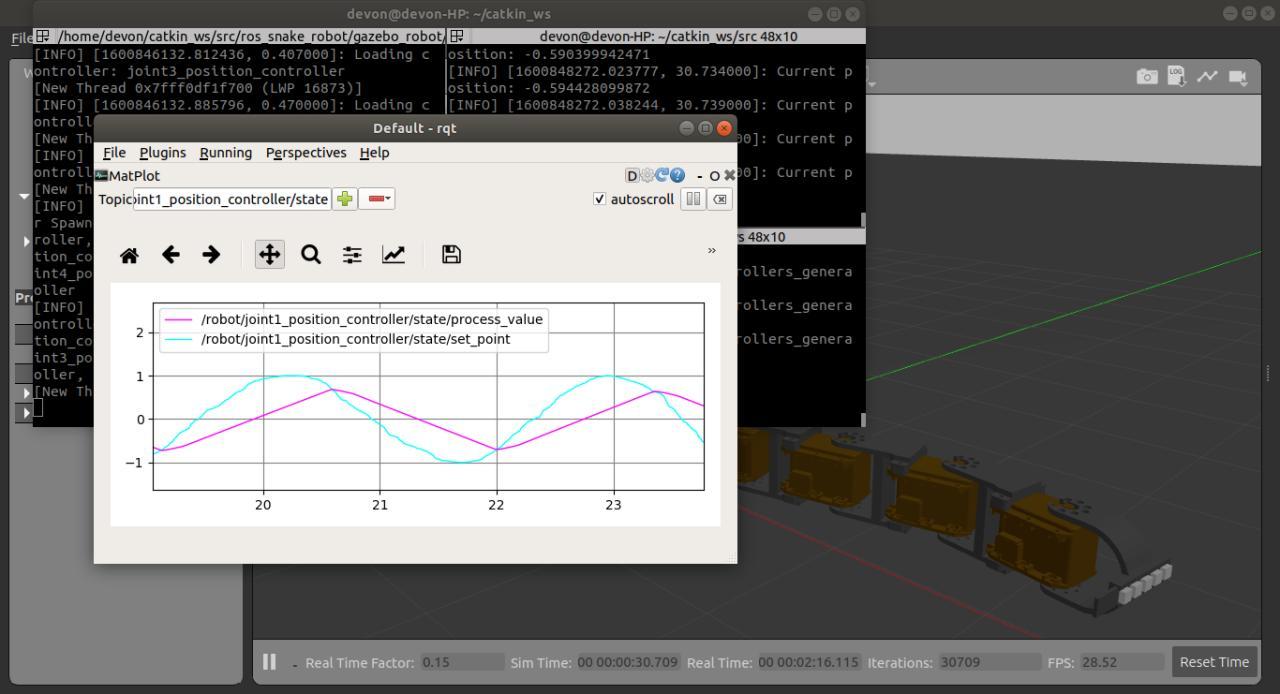 devon@devon-HP: ~/catkin_ws
File
/home/devon/catkin_ws/src/ros_snake_robot/gazebo_robot/
[INFO] [1600846132.812436, 0.407000]: Loading c
ontroller: joint3_position_controller
[New Thread 0x7fff0df1f700 (LWP 16873)]
[INFO] [1600846132.885796, 0.470000]: Loading c
ontroll
[New Th
[INFO]
ontroll
[New Th
[INFO]
r Spawn
roller,
tion_co
int4_po
oller
[INFO]
ontroll
tion_co
int3_po
oller,
[New Th
devon@devon-HP: ~/catkin_ws/src 48x10
osition: -0.590399942471
[INFO] [1600848272.023777, 30.734000]: Current p
osition: -0.594428099872
[INFO] [1600848272.038244, 30.739000]: Current p
00]: Current p
00]: Current p
s 48x10
rollers_genera
rollers_genera
rollers_genera
W
Pr
LOG
Default - rqt
File Plugins Running Perspectives Help
MatPlot
D
- O
Topic
oint1_position_controller/state
autoscroll
/robot/joint1_position_controller/state/process_value
/robot/joint1_position_controller/state/set_point
2
1
0
−1
20 21 22 23
- Real Time Factor: 0.15 Sim Time: 00 00:00:30.709 Real Time: 00 00:02:16.115 Iterations: 30709 FPS: 28.52 Reset Time